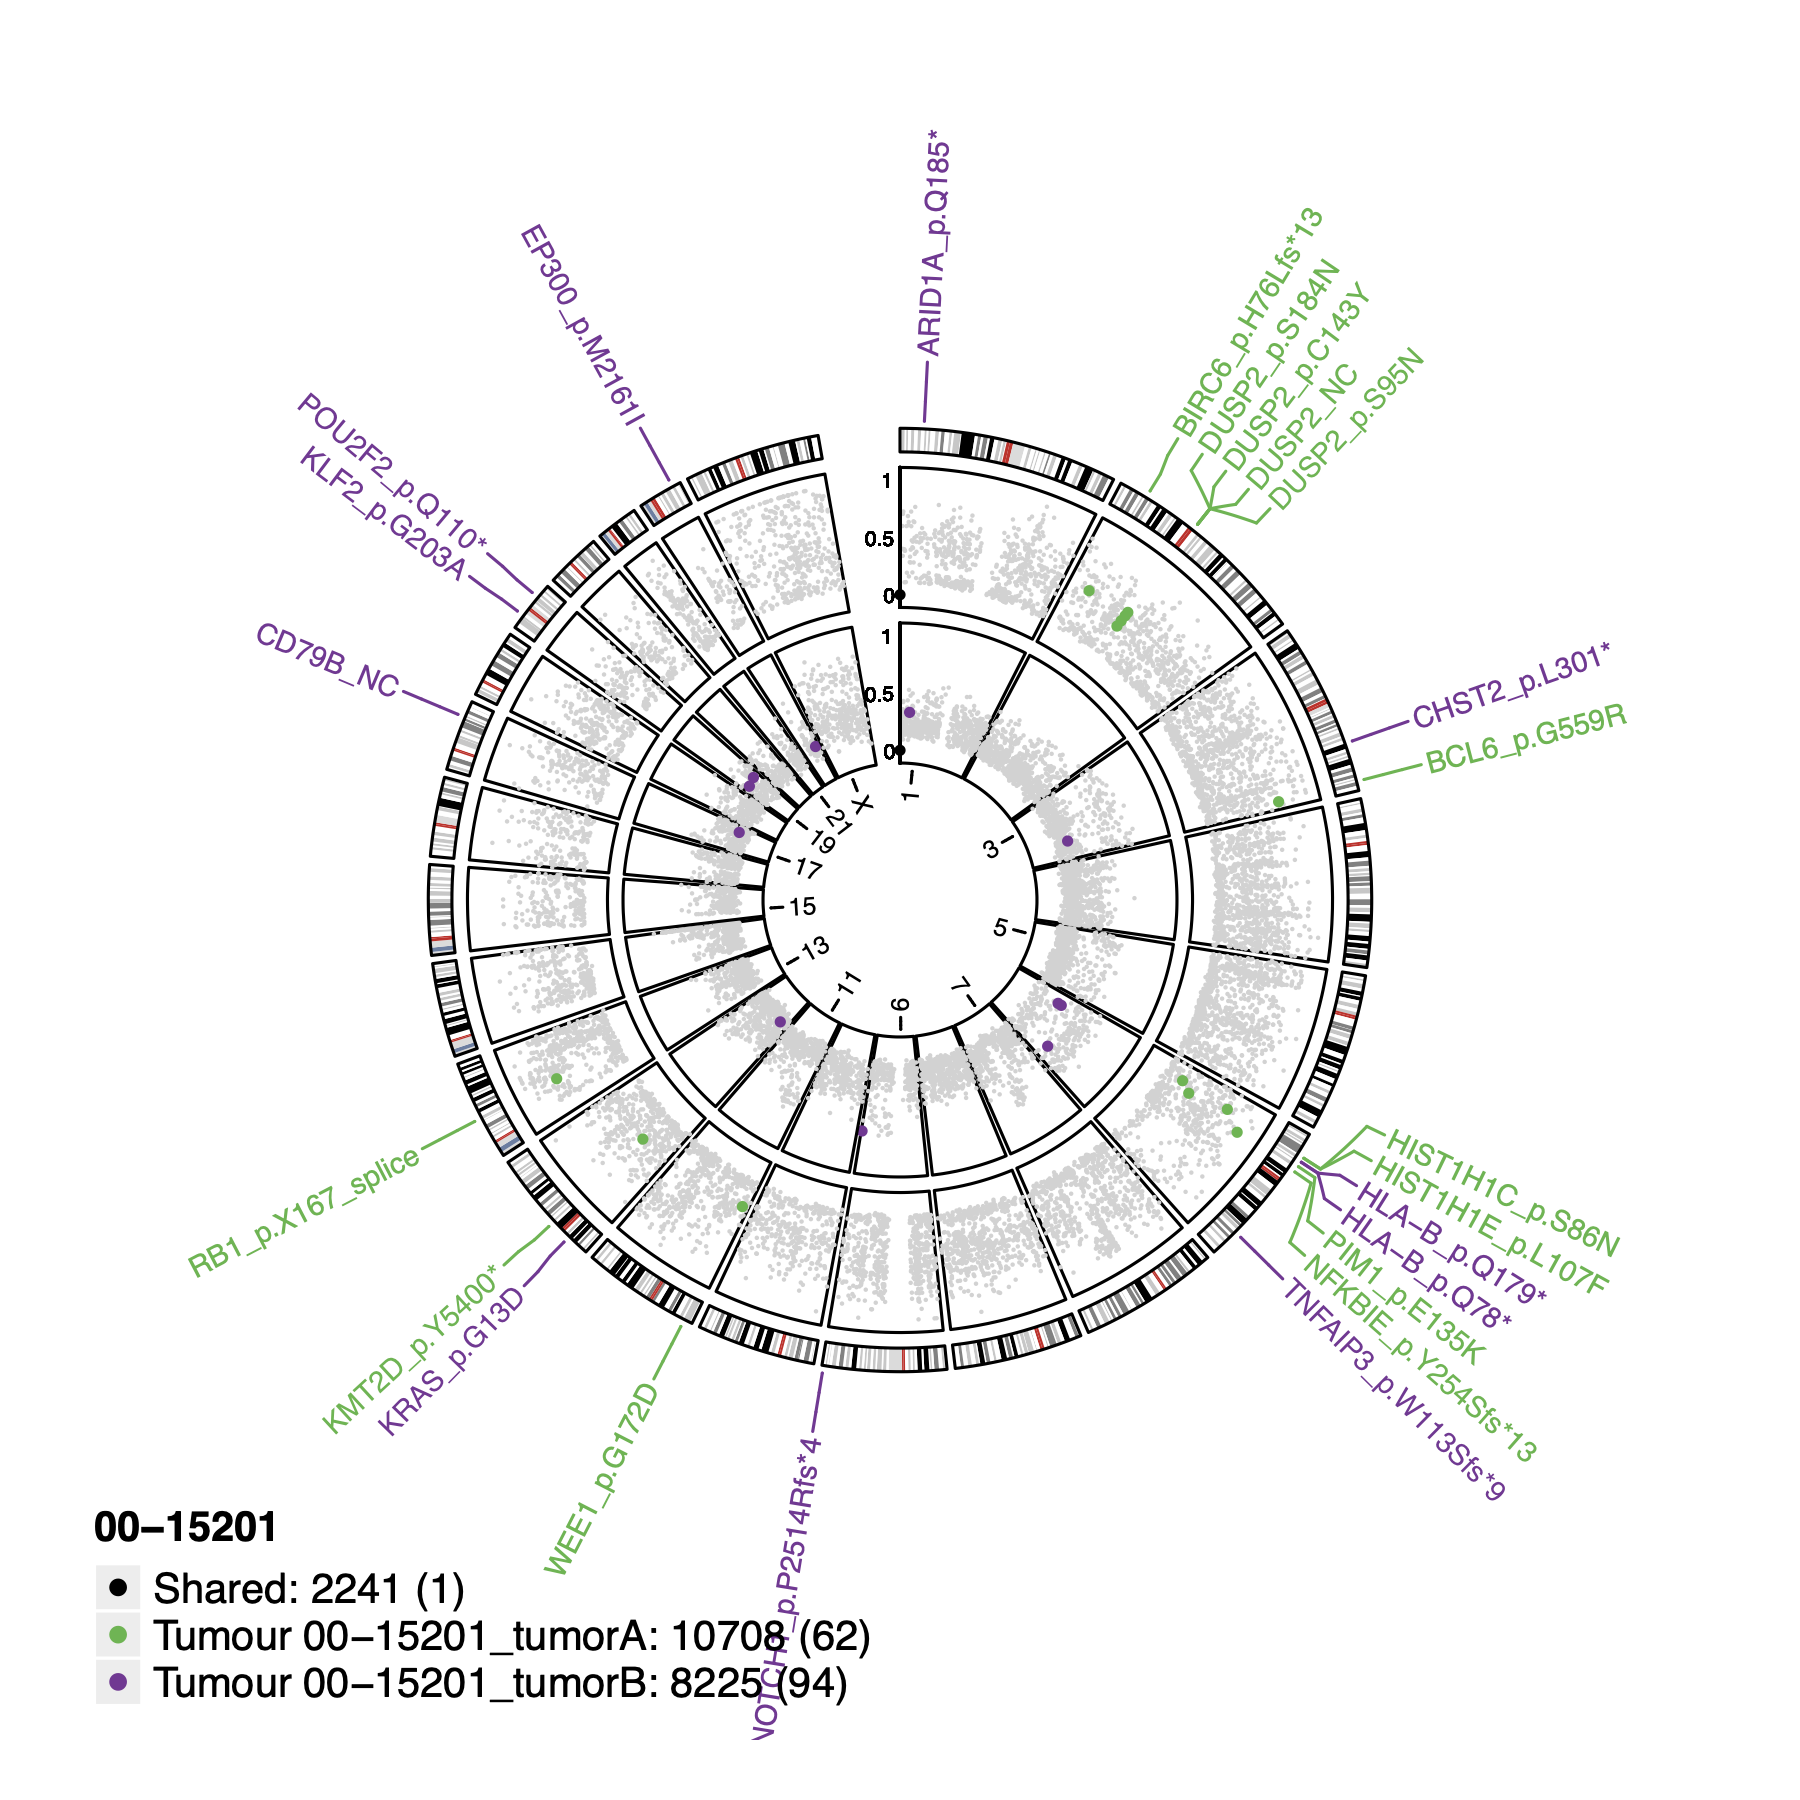 ARID1A_p.Q185*
BIRC6_p.H76Lfs*13
DUSP2_p.S184N
DUSP2_p.C143Y
DUSP2_NC
DUSP2_p.S95N
CHST2_p.L301*
BCL6_p.G559R
HIST1H1C_p.S86N
HIST1H1E_p.L107F
HLA−B_p.Q179*
HLA−B_p.Q78*
PIM1_p.E135K
NFKBIE_p.Y254Sfs*13
TNFAIP3_p.W113Sfs*9
NOTCH1_p.P2514Rfs*4
WEE1_p.G172D
KRAS_p.G13D
KMT2D_p.Y5400*
RB1_p.X167_splice
CD79B_NC
KLF2_p.G203A
POU2F2_p.Q110*
EP300_p.M2161I
1
0.5
0
1
0.5
0
1
3
5
7
9
11
13
15
17
19
21
X
00−15201
Shared: 2241 (1)
Tumour 00−15201_tumorA: 10708 (62)
Tumour 00−15201_tumorB: 8225 (94)